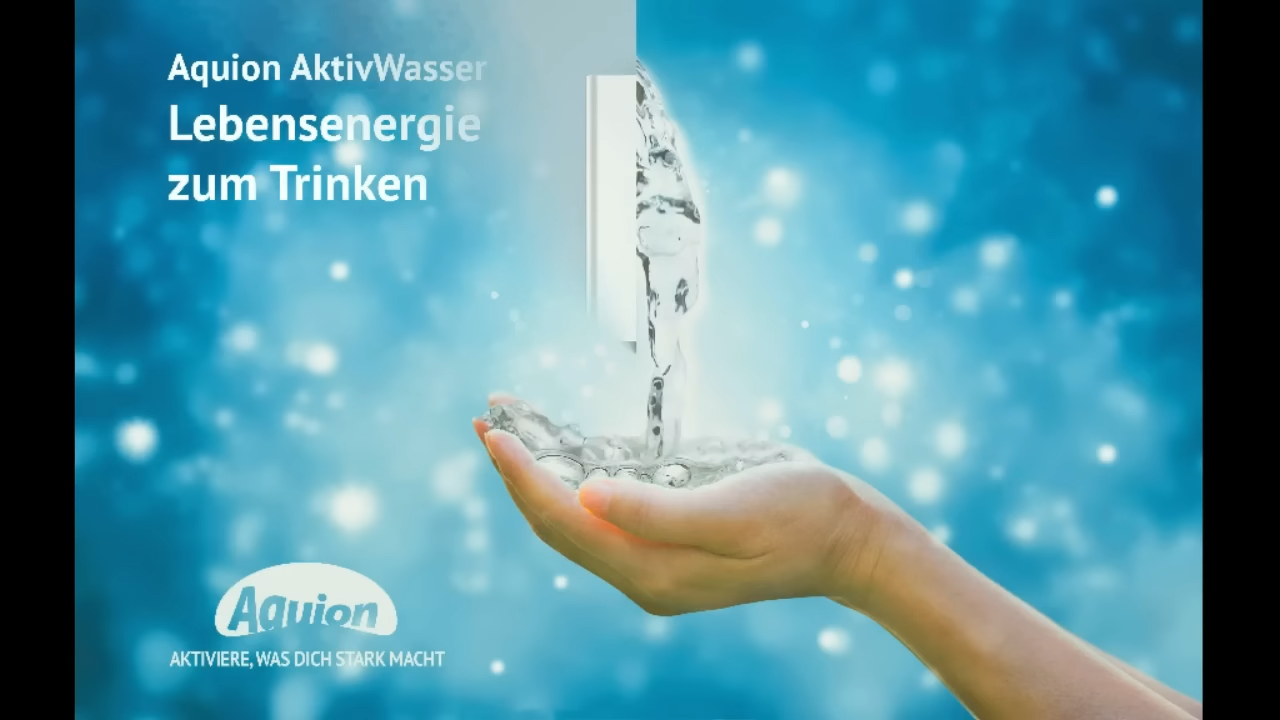 Aquion AktivWasser
Lebensenergie
zum Trinken
Aquion
AKTIVIERE, WAS DICH STARK MACHT